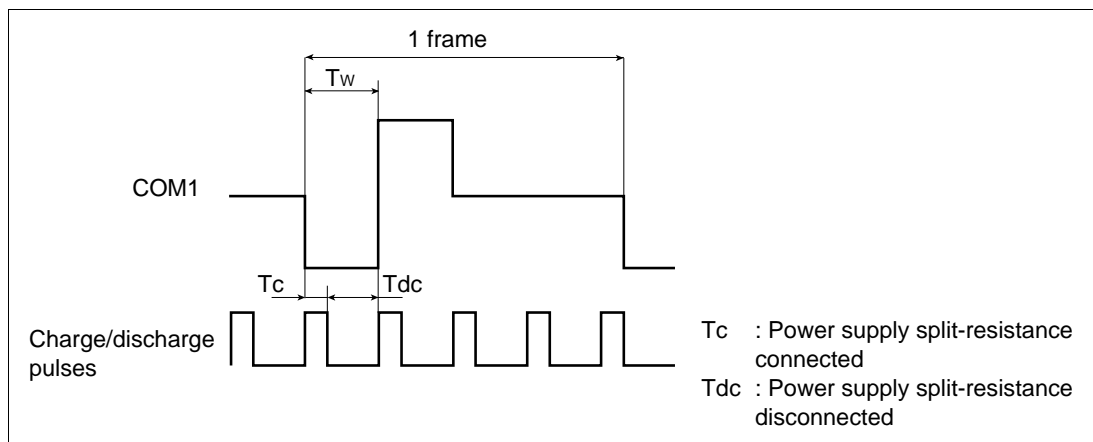 1 frame
Tw
COM1
Tc
Tdc
Charge/discharge
pulses
Tc : Power supply split-resistance
connected
Tdc : Power supply split-resistance
disconnected